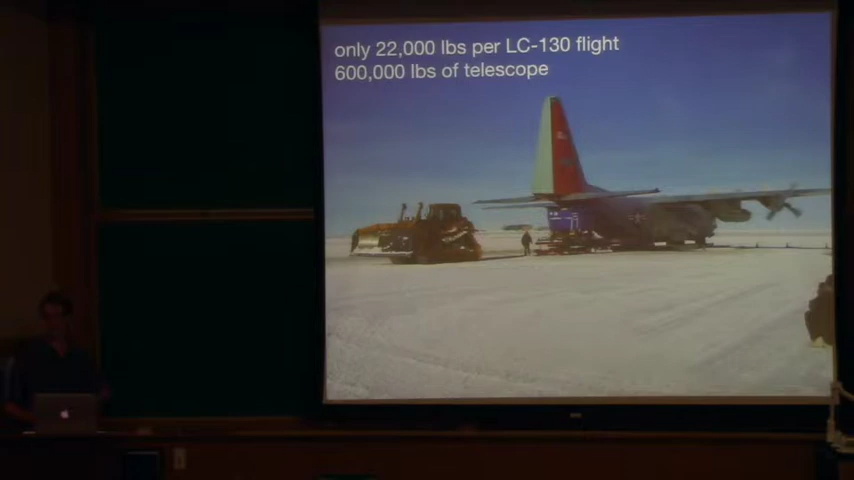 only 22,000 lbs per LC-130 flight
600,000 lbs of telescope